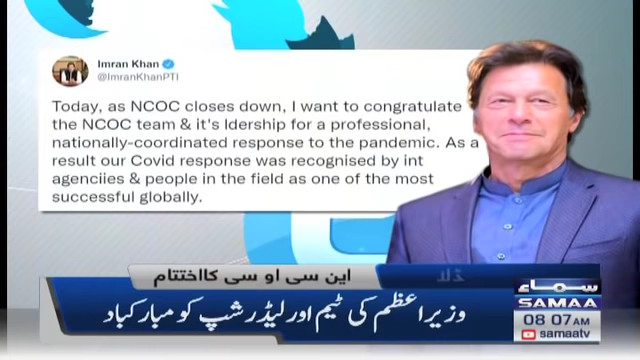 Imran Khan
@ImranKhanPTI
Today, as NCOC closes down, I want to congratulate
the NCOC team & it's ldership for a professional,
nationally-coordinated response to the pandemic. As a
result our Covid response was recognised by int
agenciies & people in the field as one of the most
successful globally.
این سی او سی کا اختتام
وزیراعظم کی ٹیم اور لیڈرشپ کو مبارکباد
سماء
SAMAA
08 07AM
samaatv